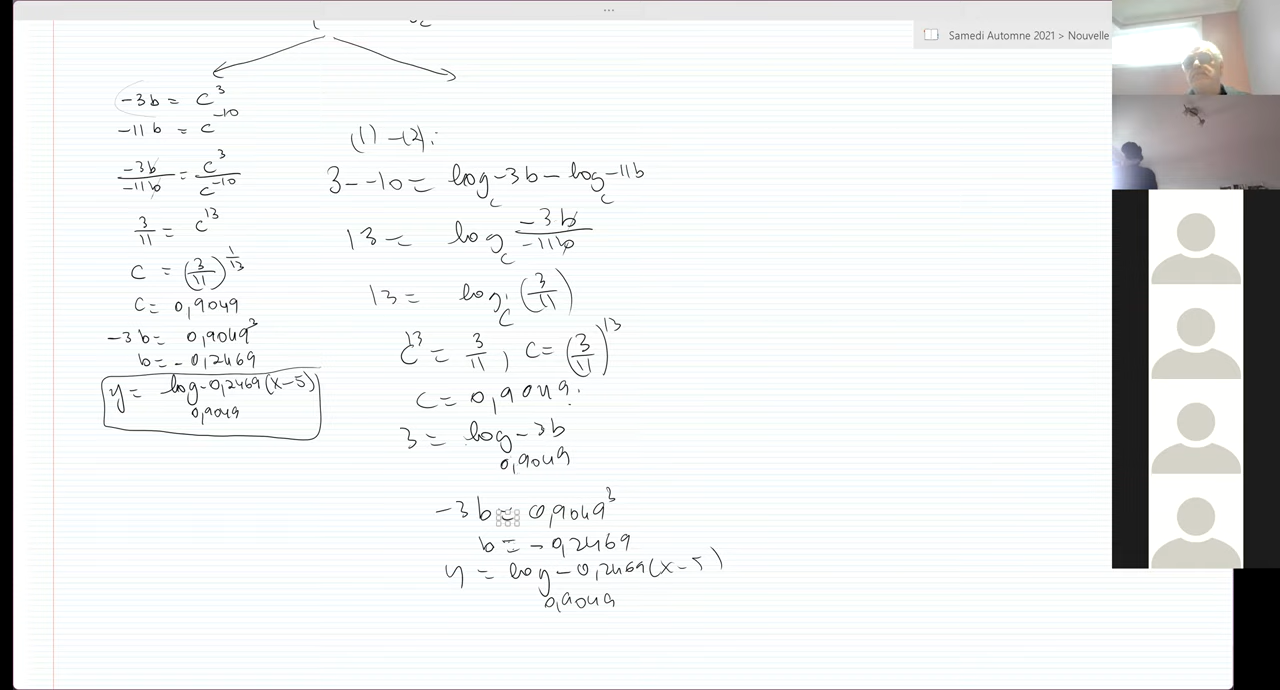 Samedi Automne 2021 > Nouvelle
-3b = c^3
-11b = c^-10
-3b/-11b = c^3/c^-10
3/11 = c^13
c = (3/11)^1/13
c = 0,9049
-3b = 0,9049^3
b = -0,2469
y = log_0,9049 -0,2469(x-5)
(1) - (2):
3 - -10 = log_c -3b - log_c -11b
13 = log_c -3b/-11b
13 = log_c (3/11)
c^13 = 3/11, c = (3/11)^13
c = 0,9049.
3 = log_0,9049 -3b
-3b = 0,9049^3
b = -0,2469
y = log_0,9049 -0,2469(x-5)